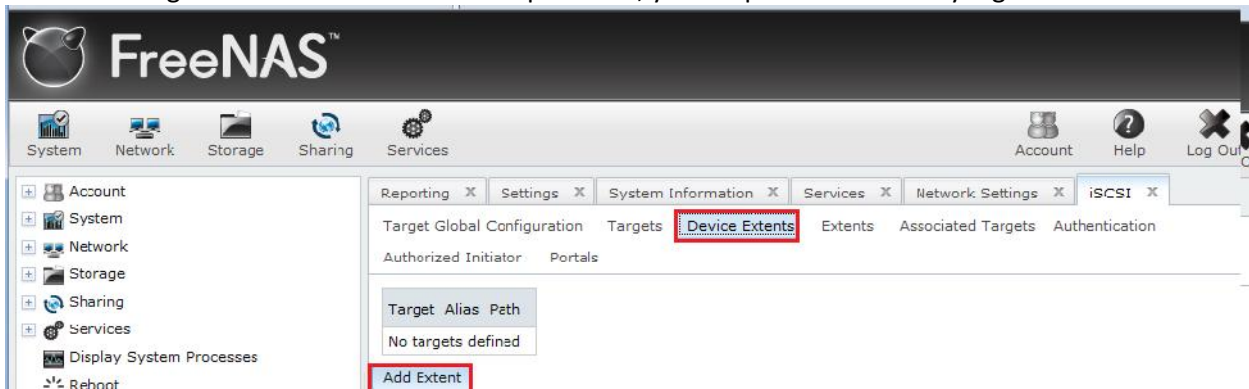 FreeNAS™
System Network Storage Sharing Services Account Help Log Out
Reporting X Settings X System Information X Services X Network Settings X iSCSI X
Target Global Configuration Targets Device Extents Extents Associated Targets Authentication
Authorized Initiator Portals
Account
System
Network
Storage
Sharing
Services
Display System Processes
Reboot
Target Alias Path
No targets defined
Add Extent